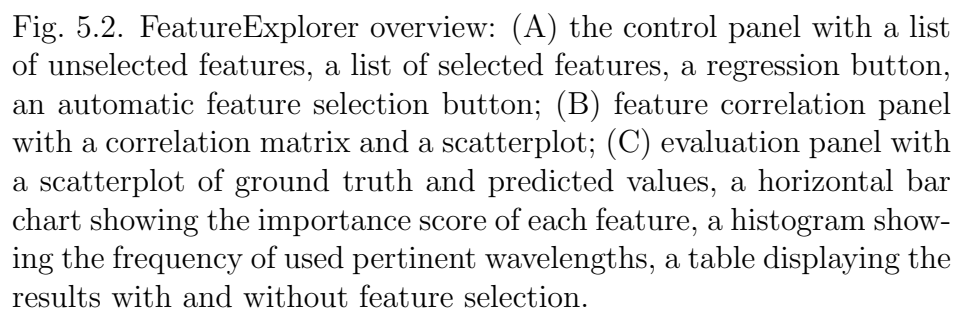 Fig. 5.2. FeatureExplorer overview: (A) the control panel with a list
of unselected features, a list of selected features, a regression button,
an automatic feature selection button; (B) feature correlation panel
with a correlation matrix and a scatterplot; (C) evaluation panel with
a scatterplot of ground truth and predicted values, a horizontal bar
chart showing the importance score of each feature, a histogram show-
ing the frequency of used pertinent wavelengths, a table displaying the
results with and without feature selection.